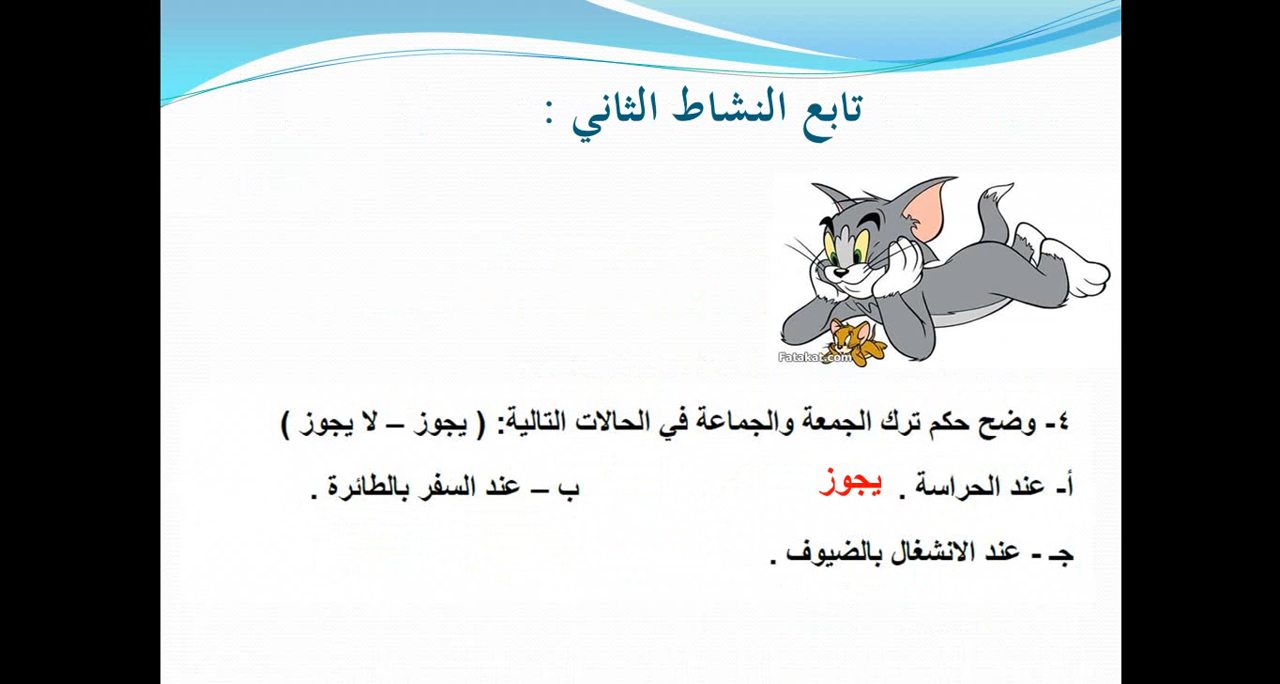 تابع النشاط الثاني :
Fatakat.com
٤- وضح حكم ترك الجمعة والجماعة في الحالات التالية: ( يجوز – لا يجوز )
أ- عند الحراسة . يجوز ب – عند السفر بالطائرة .
جـ - عند الانشغال بالضيوف .